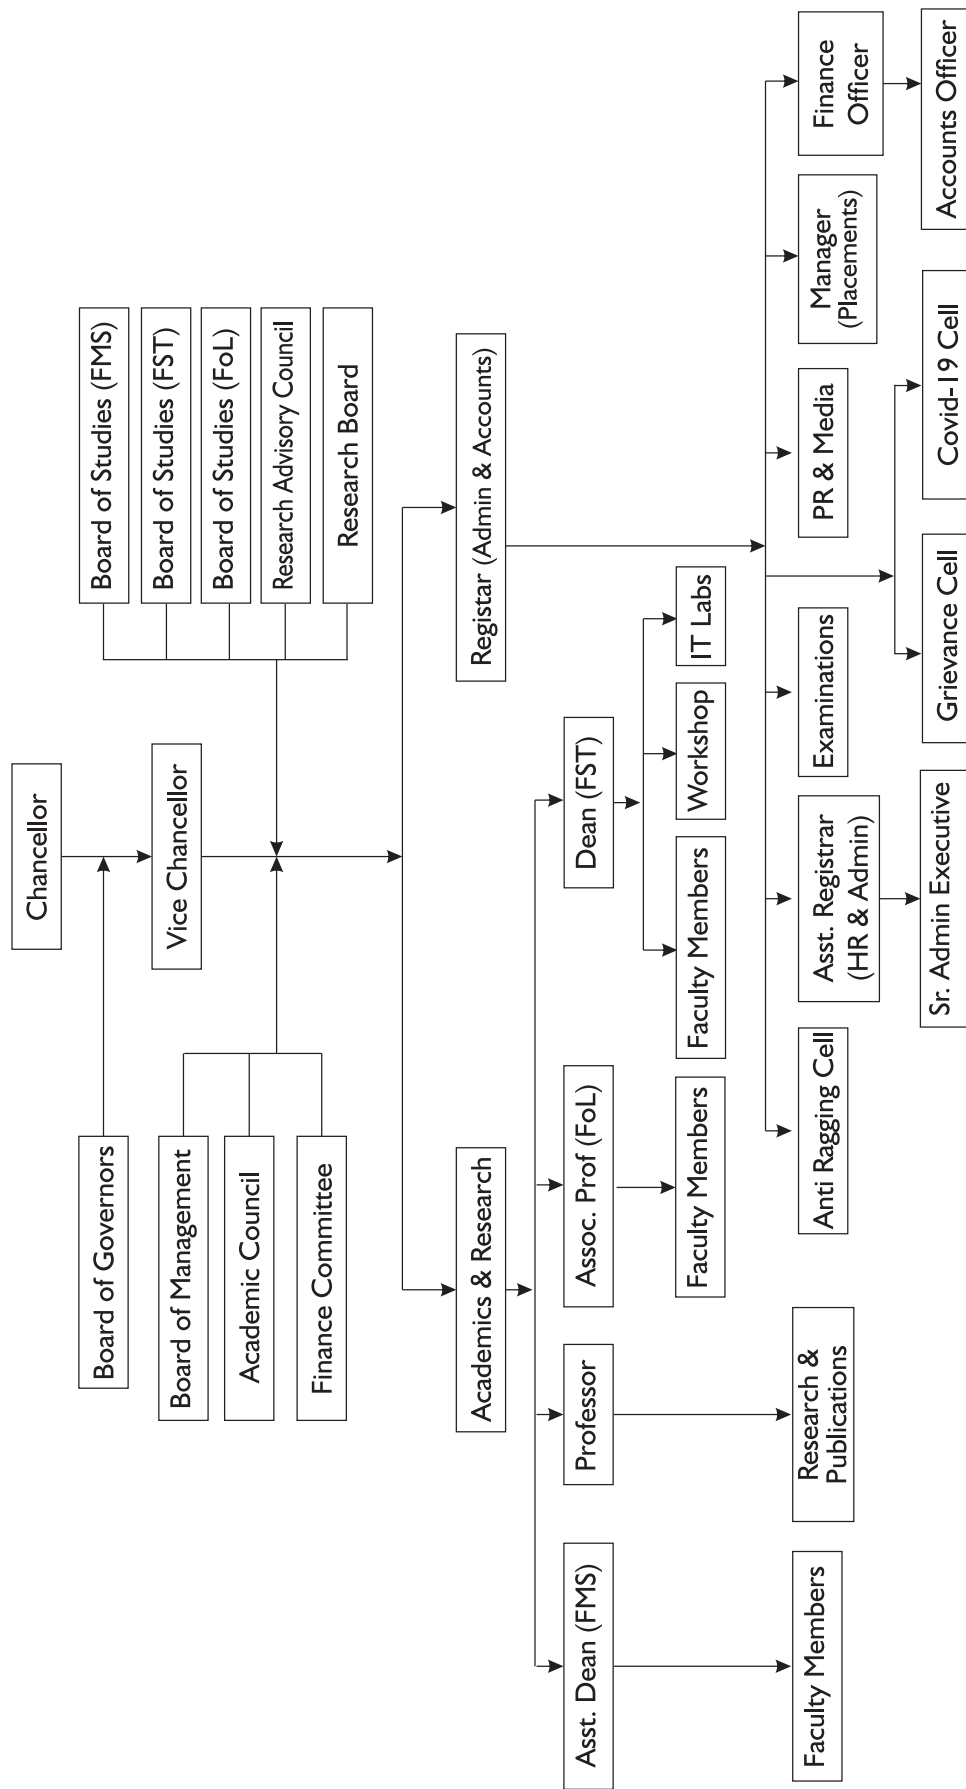 Chancellor
Board of Governors
Vice Chancellor
Board of Management
Academic Council
Finance Committee
Board of Studies (FMS)
Board of Studies (FST)
Board of Studies (FoL)
Research Advisory Council
Research Board
Academics & Research
Registrar (Admin & Accounts)
Asst. Dean (FMS)
Professor
Assoc. Prof (FoL)
Dean (FST)
Faculty Members
Faculty Members
Workshop
IT Labs
Faculty Members
Research &
Publications
Anti Ragging Cell
Asst. Registrar
(HR & Admin)
Examinations
PR & Media
Manager
(Placements)
Finance
Officer
Sr. Admin Executive
Grievance Cell
Covid-19 Cell
Accounts Officer